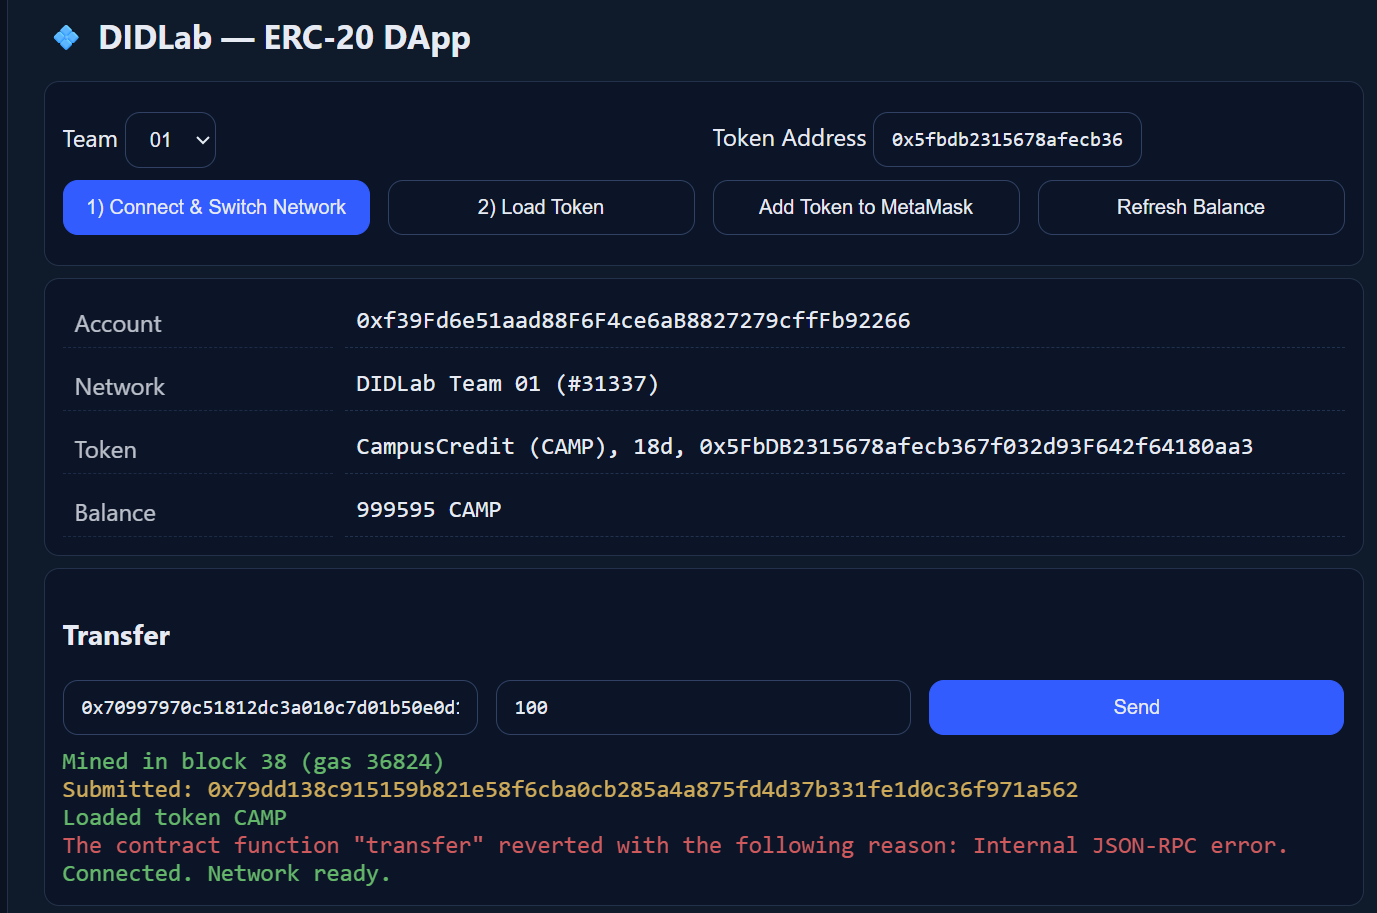 DIDLab — ERC-20 DApp
Team 01
Token Address 0x5fbdb2315678afecb36
1) Connect & Switch Network
2) Load Token
Add Token to MetaMask
Refresh Balance
Account 0xf39Fd6e51aad88F6F4ce6aB8827279cffFb92266
Network DIDLab Team 01 (#31337)
Token CampusCredit (CAMP), 18d, 0x5FbDB2315678afecb367f032d93F642f64180aa3
Balance 999595 CAMP
Transfer
0x70997970c51812dc3a010c7d01b50e0d1
100
Send
Mined in block 38 (gas 36824)
Submitted: 0x79dd138c915159b821e58f6cba0cb285a4a875fd4d37b331fe1d0c36f971a562
Loaded token CAMP
The contract function "transfer" reverted with the following reason: Internal JSON-RPC error.
Connected. Network ready.